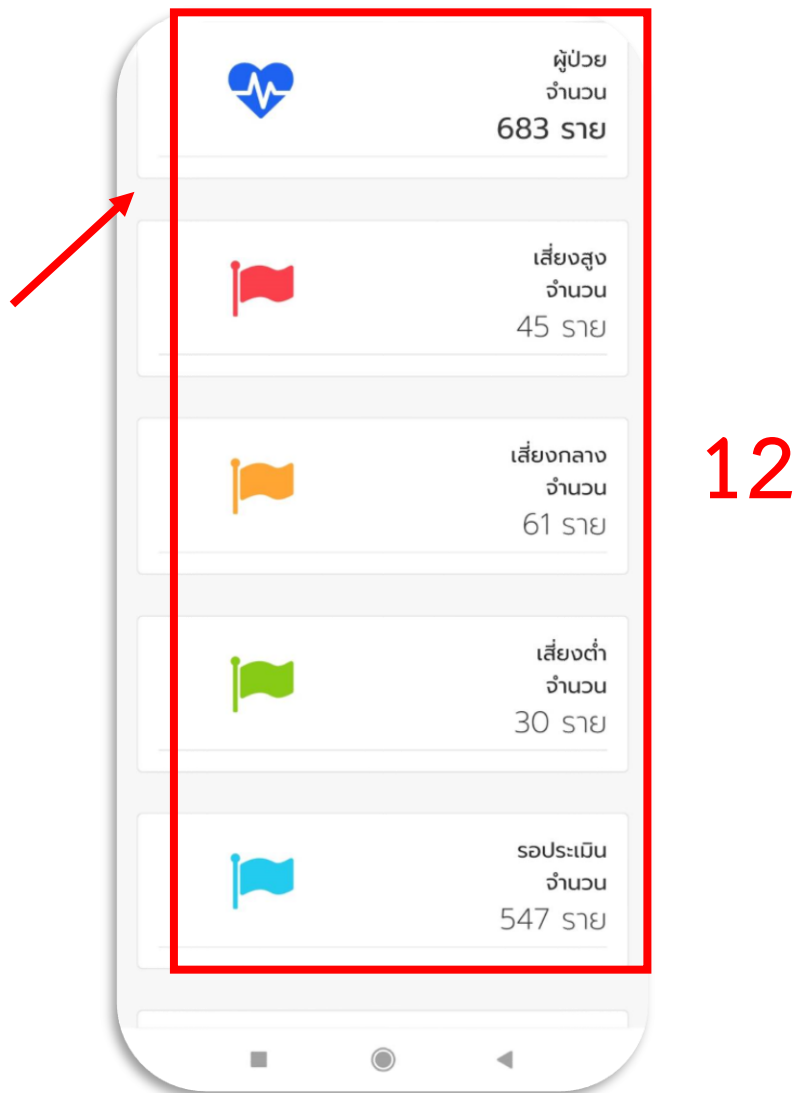 ผู้ป่วย
จำนวน
683 ราย
เสี่ยงสูง
จำนวน
45 ราย
เสี่ยงกลาง
จำนวน
61 ราย
12
เสี่ยงต่ำ
จำนวน
30 ราย
รอประเมิน
จำนวน
547 ราย